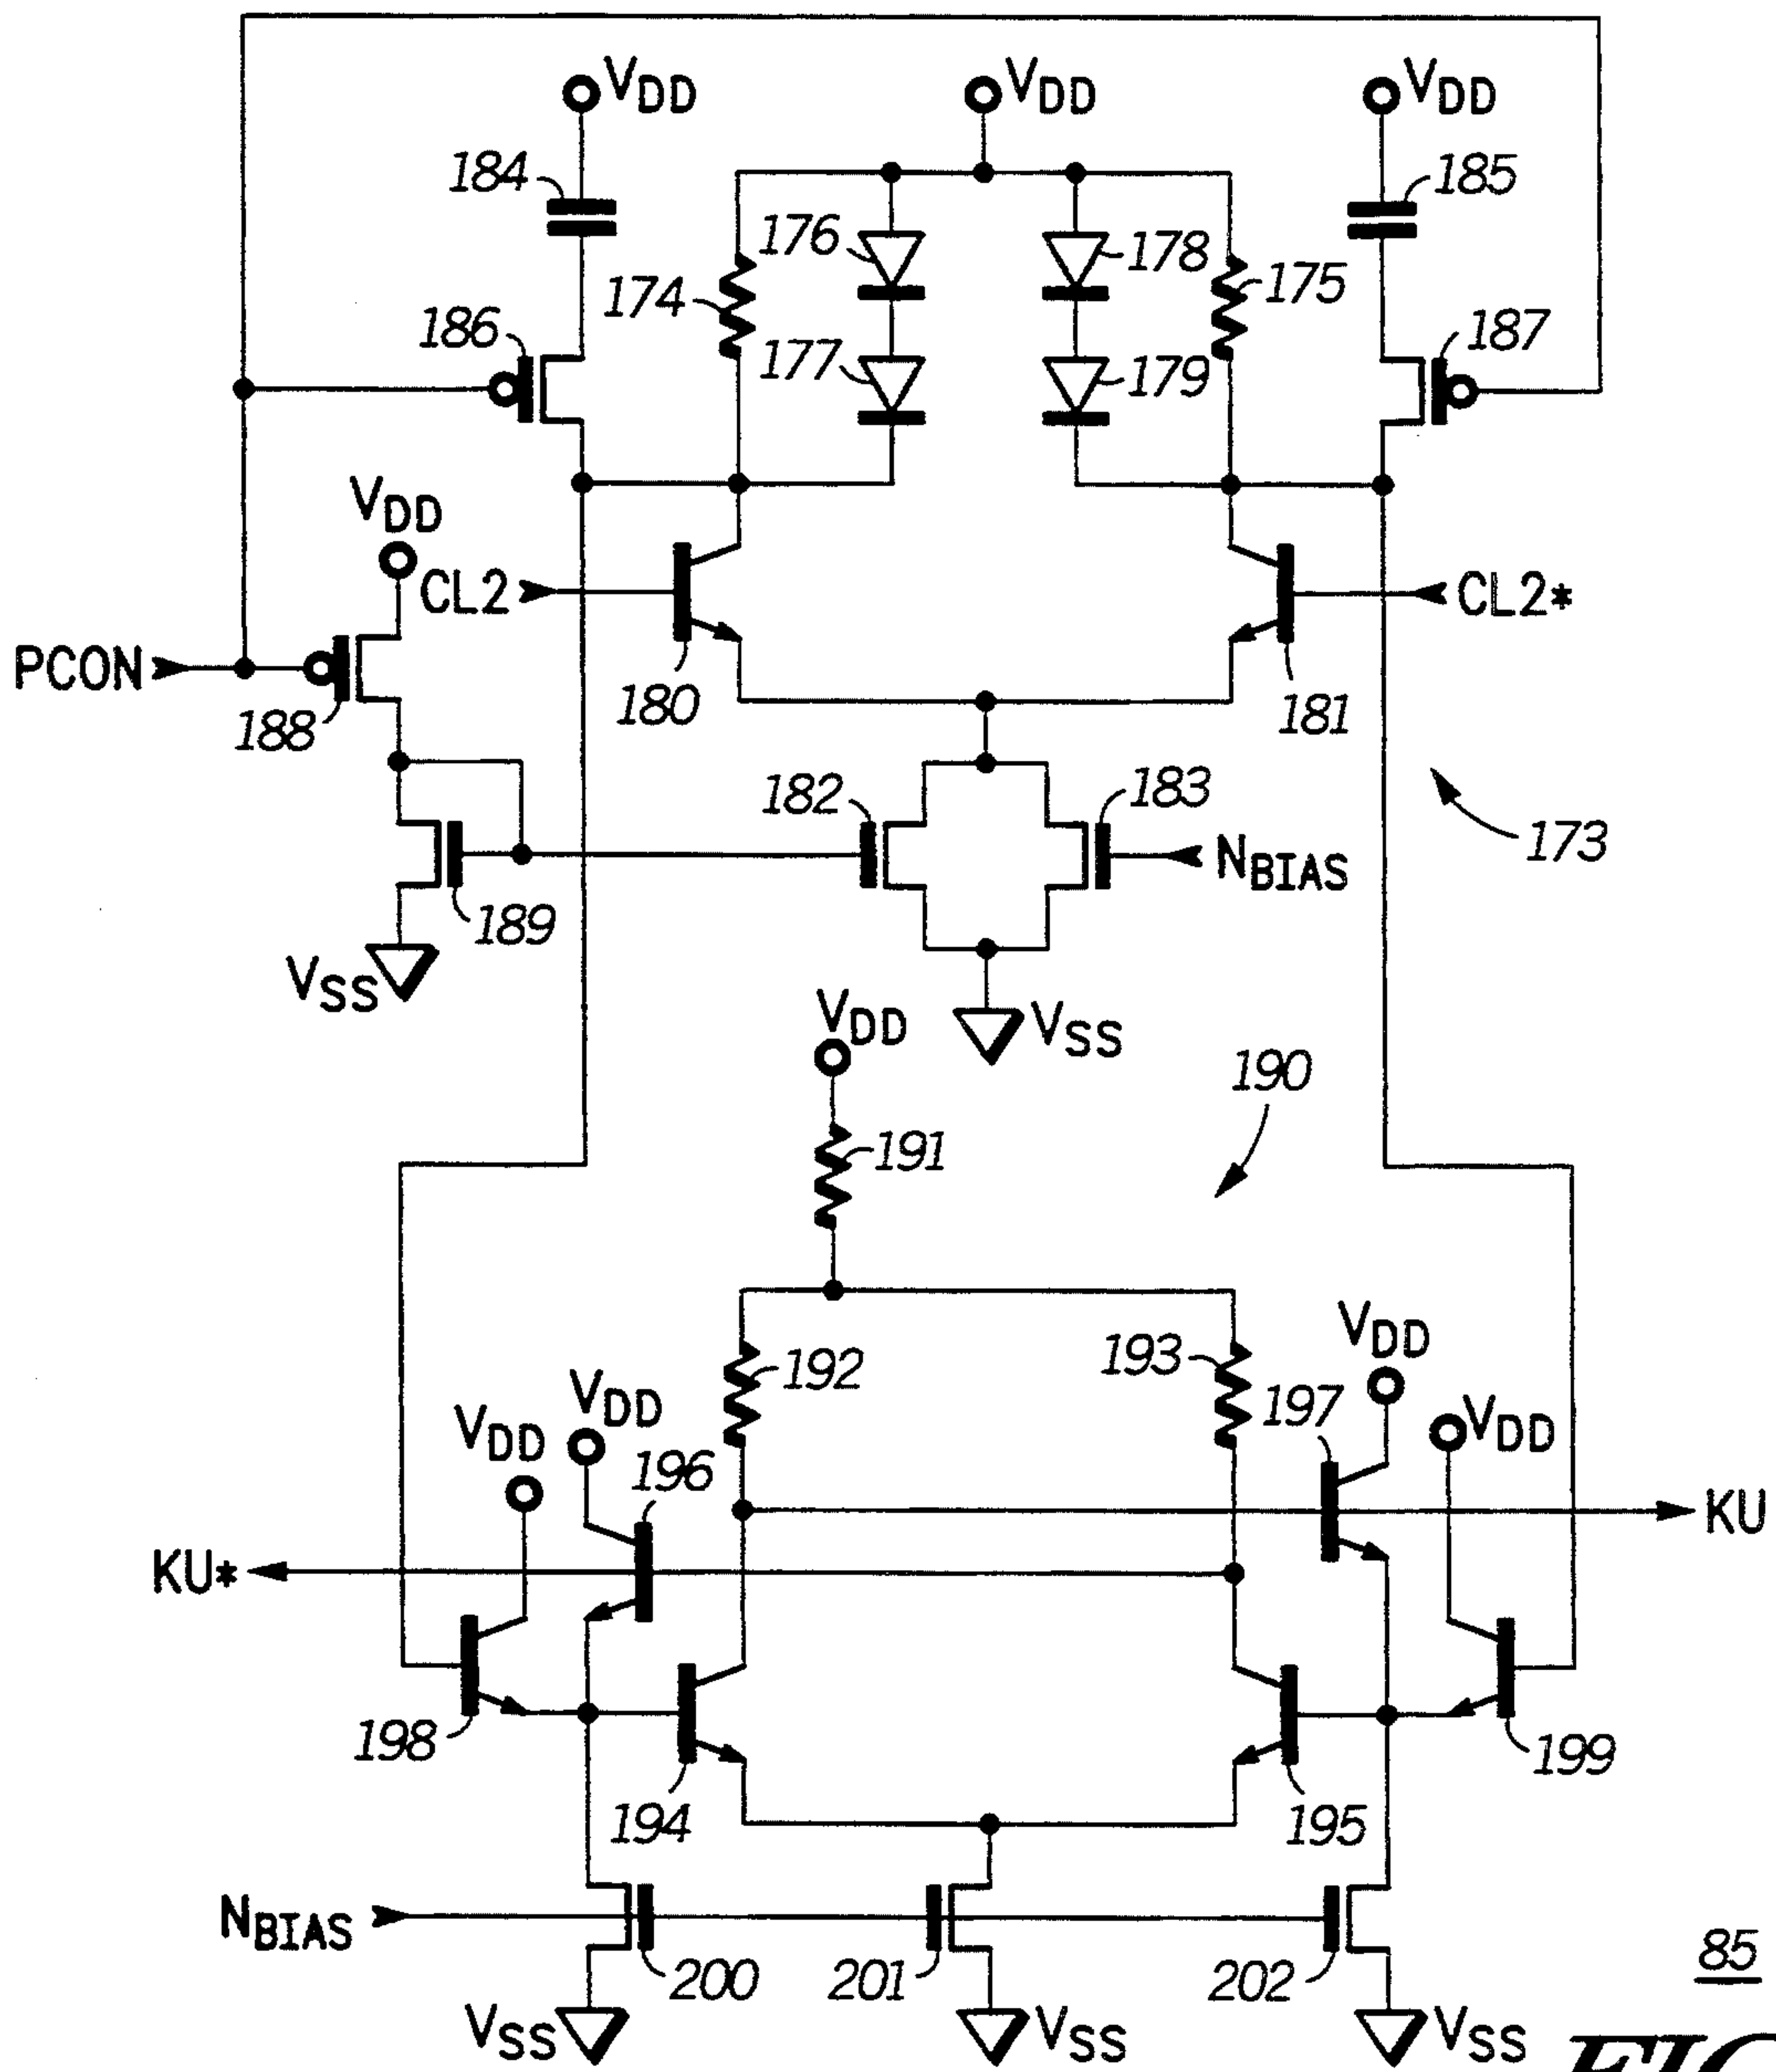 VDD VDD VDD
184 185
176 178
174 175
186 187
177 179
VDD
CL2 CL2*
PCON
180 181
188
182 183
173
NBIAS
189
VSS
VDD VSS
190
191
VDD
192 193
VDD 197
VDD VDD
196
KU
KU*
198 199
194 195
NBIAS
85
200 201 202
VSS VSS VSS
FIG